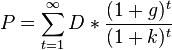 P = \sum_{t=1}^{\infty} D * \frac{(1+g)^t}{(1+k)^t}